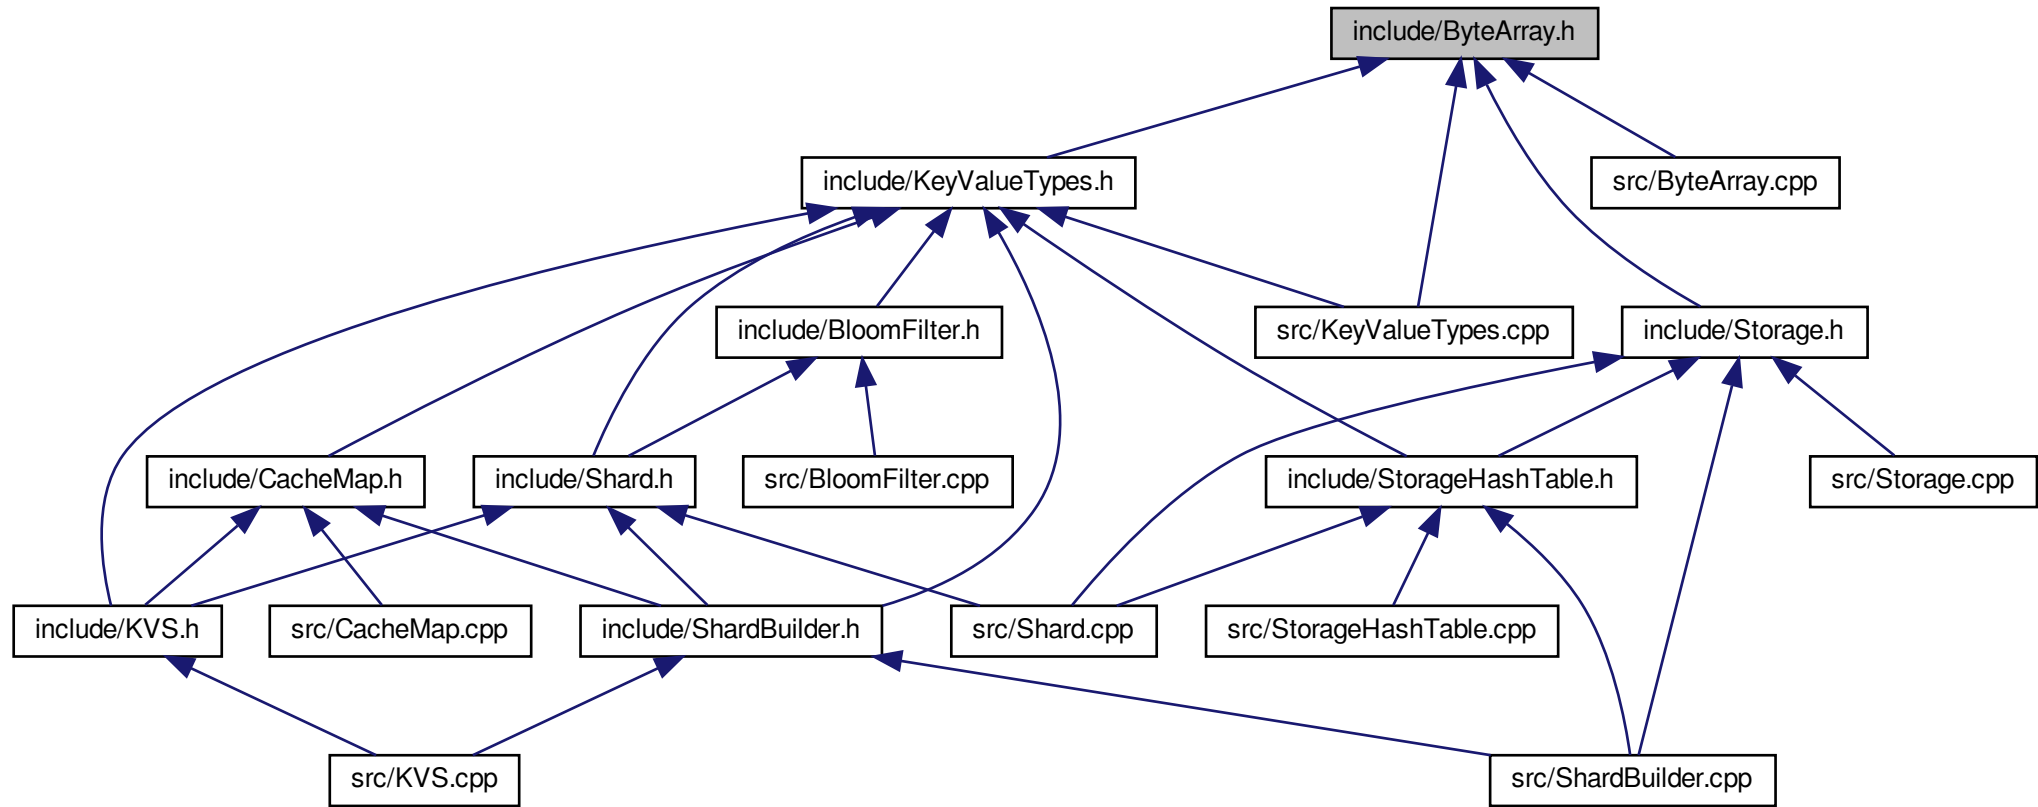 include/ByteArray.h
include/KeyValueTypes.h
src/ByteArray.cpp
include/BloomFilter.h
src/KeyValueTypes.cpp
include/Storage.h
include/CacheMap.h
include/Shard.h
src/BloomFilter.cpp
include/StorageHashTable.h
src/Storage.cpp
include/KVS.h
src/CacheMap.cpp
include/ShardBuilder.h
src/Shard.cpp
src/StorageHashTable.cpp
src/KVS.cpp
src/ShardBuilder.cpp